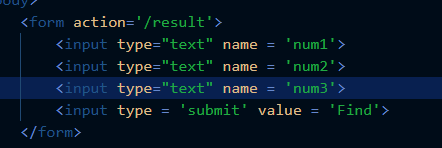 body>
<form action='/result'>
<input type="text" name = 'num1'>
<input type="text" name = 'num2'>
<input type="text" name = 'num3'>
<input type = 'submit' value = 'Find'>
</form>